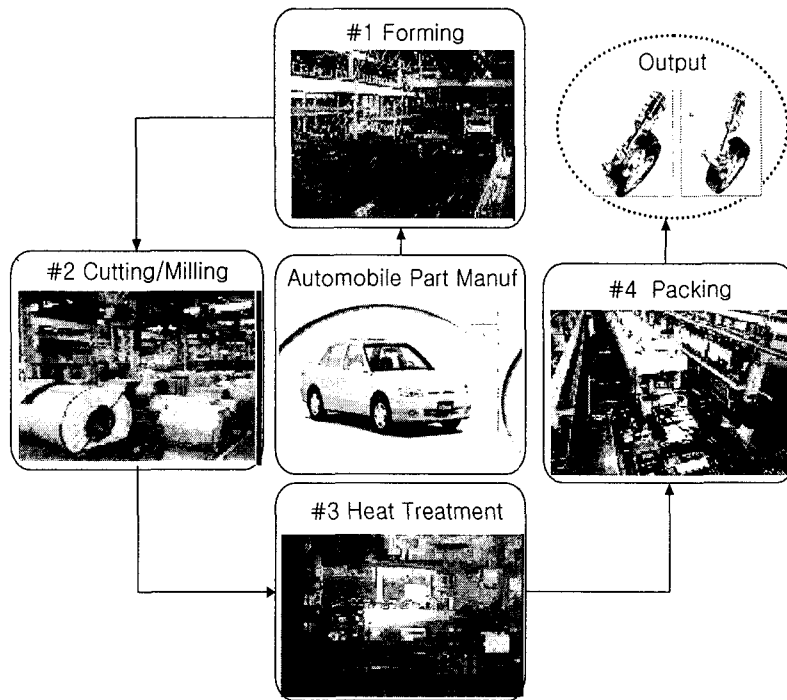 #1 Forming
Output
#2 Cutting/Milling
Automobile Part Manuf
#4 Packing
#3 Heat Treatment